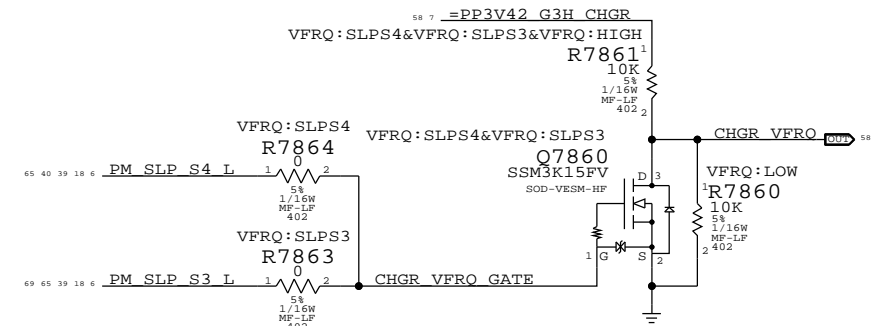 58 7 =PP3V42_G3H_CHGR
VFRQ:SLPS4&VFRQ:SLPS3&VFRQ:HIGH
R7861
1
10K
5%
1/16W
MF-LF
402
2
VFRQ:SLPS4
R7864
0
65 40 39 18 6 PM_SLP_S4_L 1 2
5%
1/16W
MF-LF
402
VFRQ:SLPS4&VFRQ:SLPS3
Q7860
SSM3K15FV
SOD-VESM-HF
D 3
1 G S 2
CHGR_VFRQ OUT 58
VFRQ:LOW
1
R7860
10K
5%
1/16W
MF-LF
402
2
VFRQ:SLPS3
R7863
0
69 65 39 18 6 PM_SLP_S3_L 1 2 CHGR_VFRQ_GATE
5%
1/16W
MF-LF
402